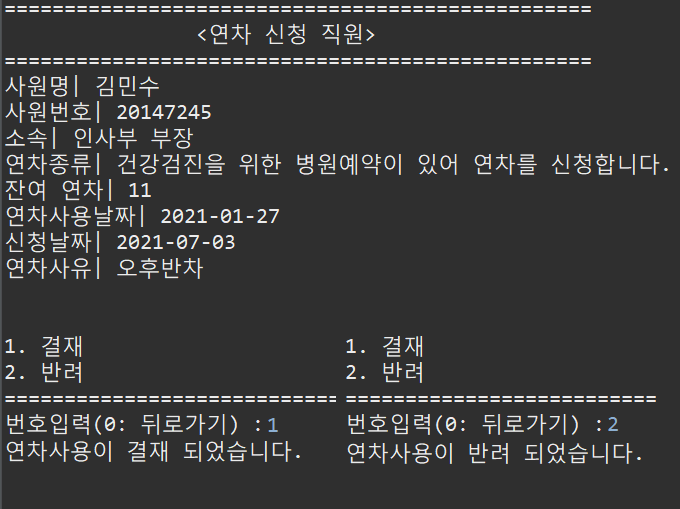 =================================================
<연차 신청 직원>
=================================================
사원명| 김민수
사원번호| 20147245
소속| 인사부 부장
연차종류| 건강검진을 위한 병원예약이 있어 연차를 신청합니다.
잔여 연차| 11
연차사용날짜| 2021-01-27
신청날짜| 2021-07-03
연차사유| 오후반차
1. 결재
2. 반려
============================
번호입력(0: 뒤로가기) :1
연차사용이 결재 되었습니다.
1. 결재
2. 반려
==========================
번호입력(0: 뒤로가기) :2
연차사용이 반려 되었습니다.